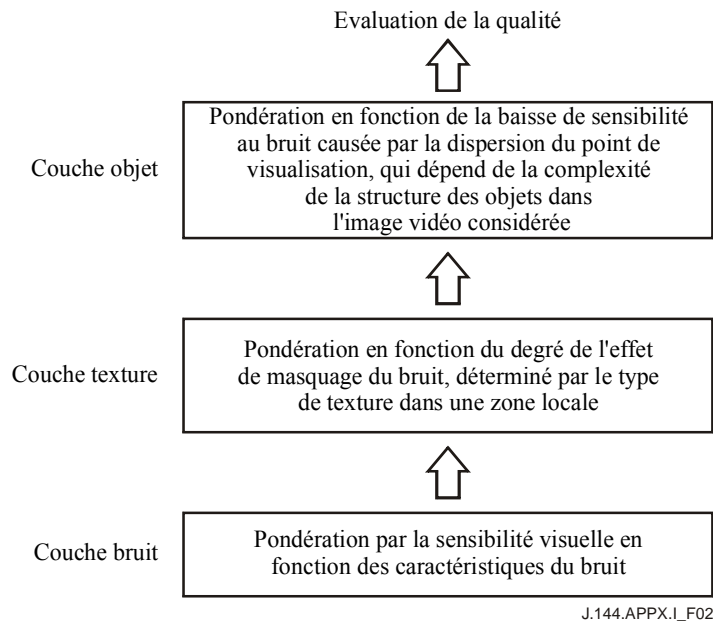 Evaluation de la qualité
Couche objet
Pondération en fonction de la baisse de sensibilité
au bruit causée par la dispersion du point de
visualisation, qui dépend de la complexité
de la structure des objets dans
l'image vidéo considérée
Couche texture
Pondération en fonction du degré de l'effet
de masquage du bruit, déterminé par le type
de texture dans une zone locale
Couche bruit
Pondération par la sensibilité visuelle en
fonction des caractéristiques du bruit
J.144.APPX.I_F02